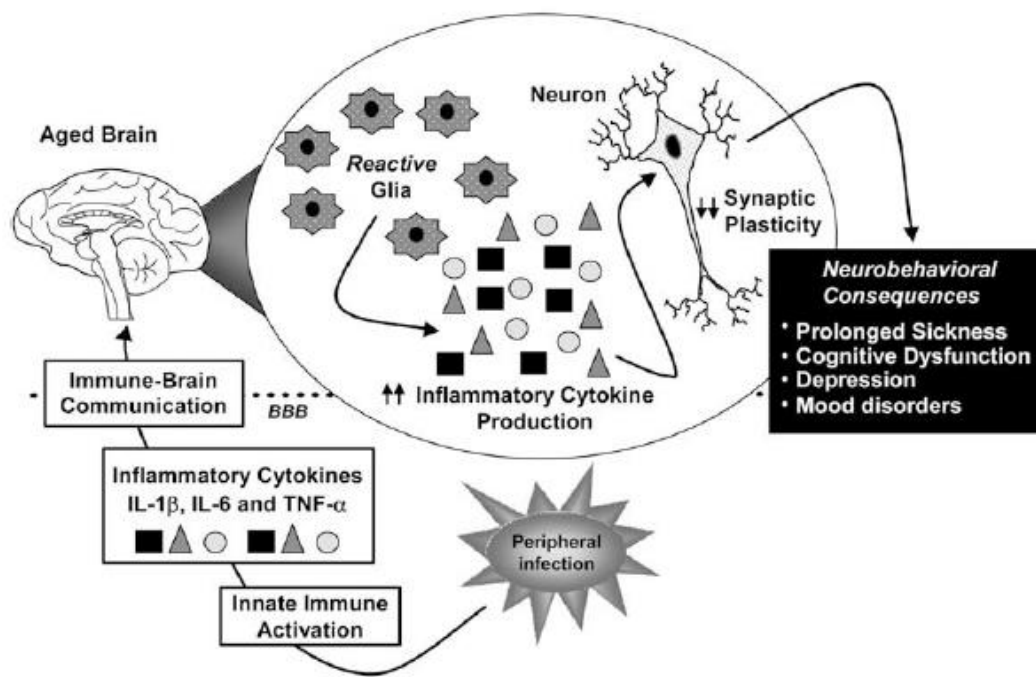 Aged Brain
Reactive
Glia
Neuron
↓↓ Synaptic
Plasticity
↑↑ Inflammatory Cytokine
Production
Neurobehavioral
Consequences
• Prolonged Sickness
• Cognitive Dysfunction
• Depression
• Mood disorders
Immune-Brain
Communication
BBB
Inflammatory Cytokines
IL-1β, IL-6 and TNF-α
Innate Immune
Activation
Peripheral
infection